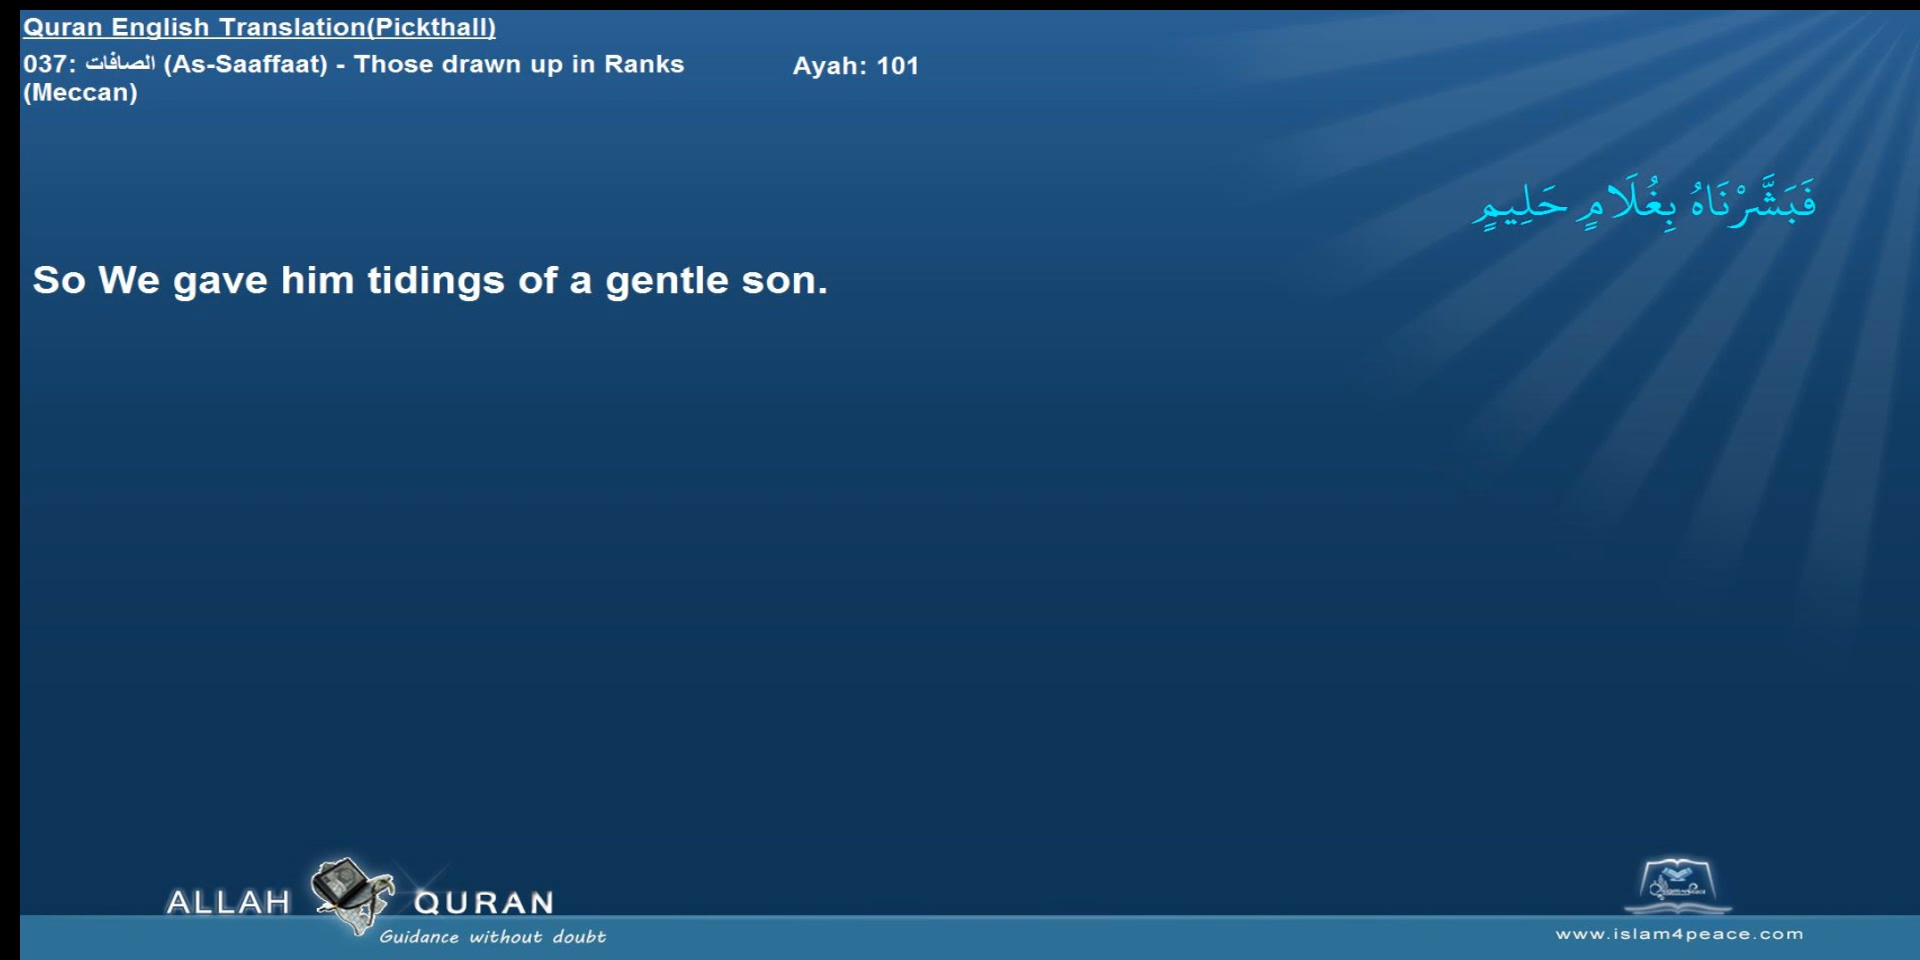 Quran English Translation(Pickthall)
037: الصافات (As-Saaffaat) - Those drawn up in Ranks
(Meccan)
Ayah: 101
فَبَشَّرْنَاهُ بِغُلَامٍ حَلِيمٍ
So We gave him tidings of a gentle son.
ALLAH QURAN
Guidance without doubt
www.islam4peace.com